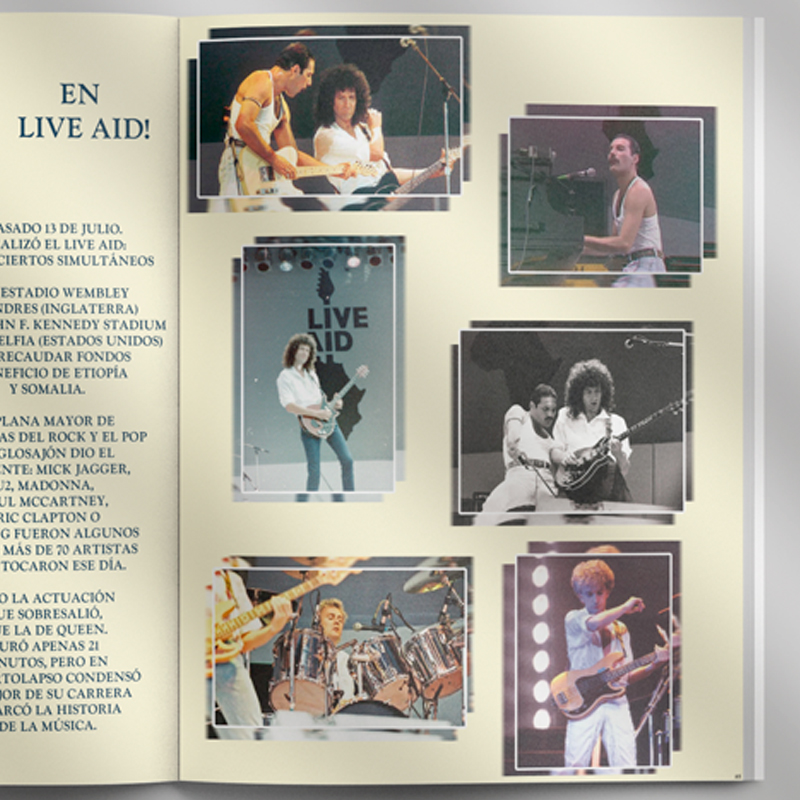 EN
LIVE AID!
ASADO 13 DE JULIO.
ALIZÓ EL LIVE AID:
CIERTOS SIMULTÁNEOS
ESTADIO WEMBLEY
NDRES (INGLATERRA)
HN F. KENNEDY STADIUM
ELFIA (ESTADOS UNIDOS)
RECAUDAR FONDOS
NEFICIO DE ETIOPÍA
Y SOMALIA.
PLANA MAYOR DE
AS DEL ROCK Y EL POP
GLOSAJÓN DIO EL
ENTE: MICK JAGGER,
U2, MADONNA,
UL MCCARTNEY,
RIC CLAPTON O
G FUERON ALGUNOS
MÁS DE 70 ARTISTAS
TOCARON ESE DÍA.
O LA ACTUACIÓN
UE SOBRESALIÓ,
UE LA DE QUEEN.
URÓ APENAS 21
NUTOS, PERO EN
RTOLAPSO CONDENSÓ
JOR DE SU CARRERA
ARCÓ LA HISTORIA
DE LA MÚSICA.
LIVE
AID